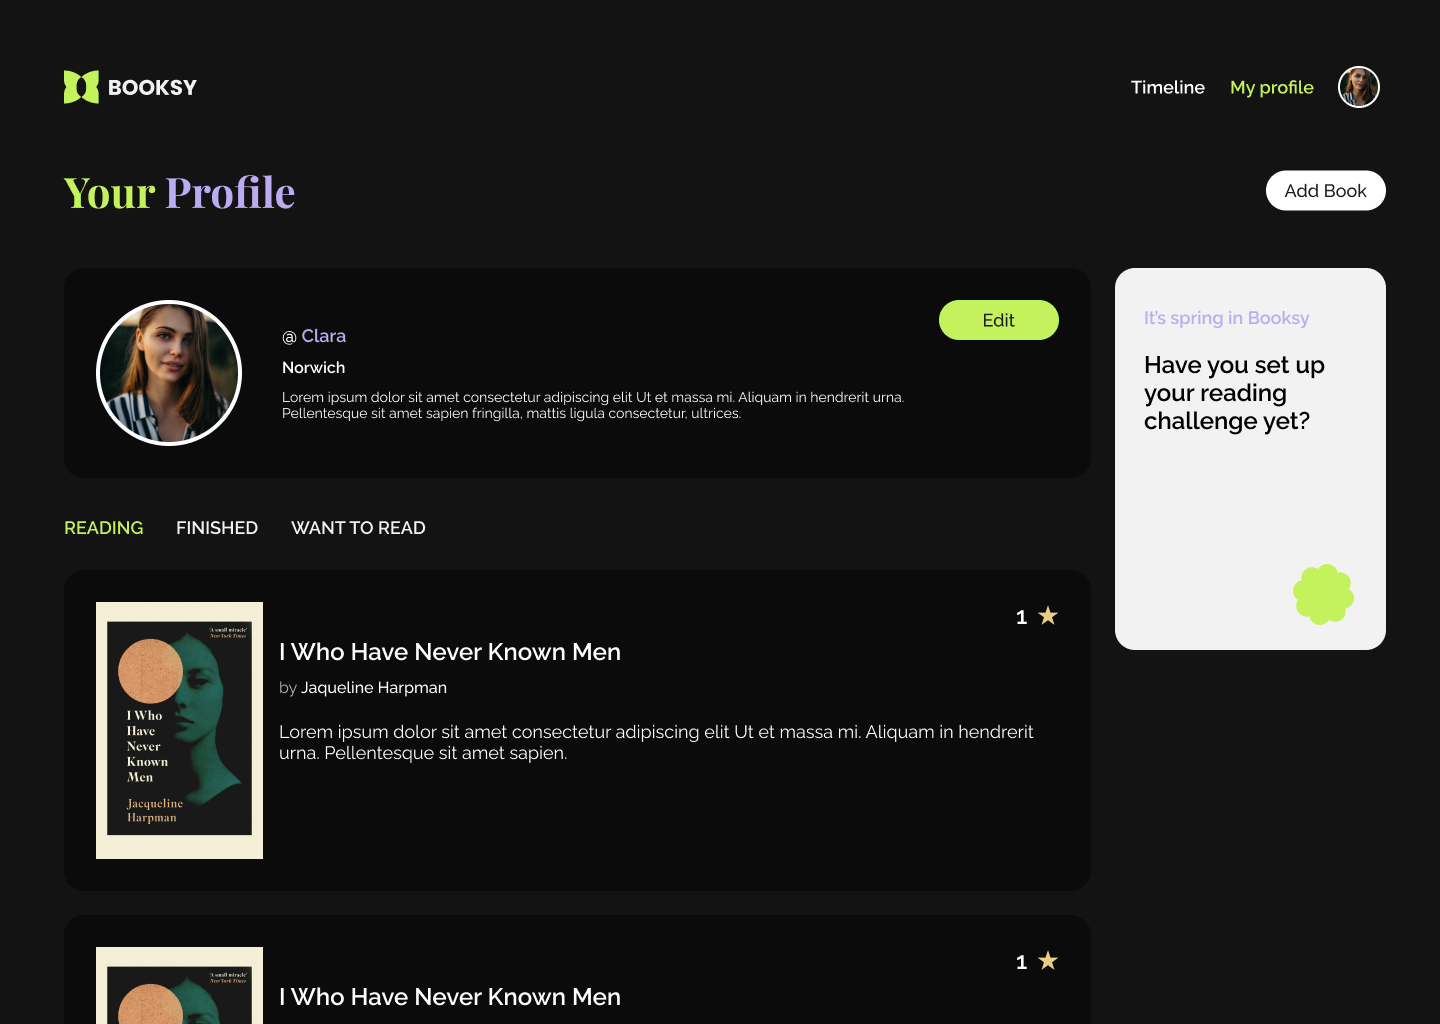 BOOKSY
Timeline
My profile
Your Profile
Add Book
@ Clara
Norwich
Lorem ipsum dolor sit amet consectetur adipiscing elit Ut et massa mi. Aliquam in hendrerit urna.
Pellentesque sit amet sapien fringilla, mattis ligula consectetur, ultrices.
Edit
It's spring in Booksy
Have you set up
your reading
challenge yet?
READING
FINISHED
WANT TO READ
'A small miracle'
New York Times
I Who
Have
Never
Known
Men
Jacqueline
Harpman
1
I Who Have Never Known Men
by Jaqueline Harpman
Lorem ipsum dolor sit amet consectetur adipiscing elit Ut et massa mi. Aliquam in hendrerit
urna. Pellentesque sit amet sapien.
'A small miracle'
New York Times
1
I Who Have Never Known Men